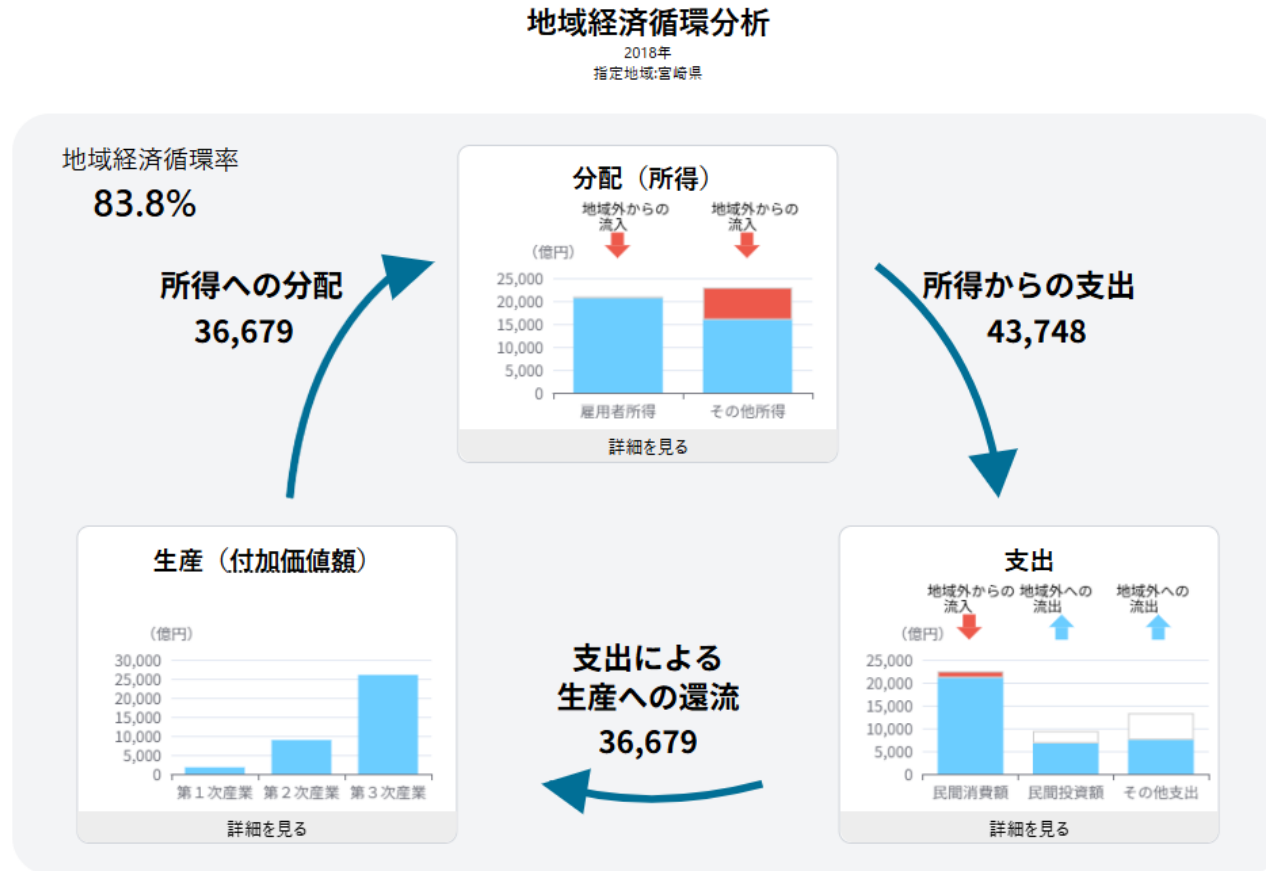 地域経済循環分析
2018年
指定地域:宮崎県
地域経済循環率
83.8%
所得への分配
36,679
分配（所得）
地域外からの
流入
地域外からの
流入
（億円）
25,000
20,000
15,000
10,000
5,000
0
雇用者所得
その他所得
詳細を見る
所得からの支出
43,748
生産（付加価値額）
（億円）
30,000
25,000
20,000
15,000
10,000
5,000
0
第１次産業
第２次産業
第３次産業
詳細を見る
支出による
生産への還流
36,679
支出
地域外からの
流入
地域外への
流出
地域外への
流出
（億円）
25,000
20,000
15,000
10,000
5,000
0
民間消費額
民間投資額
その他支出
詳細を見る